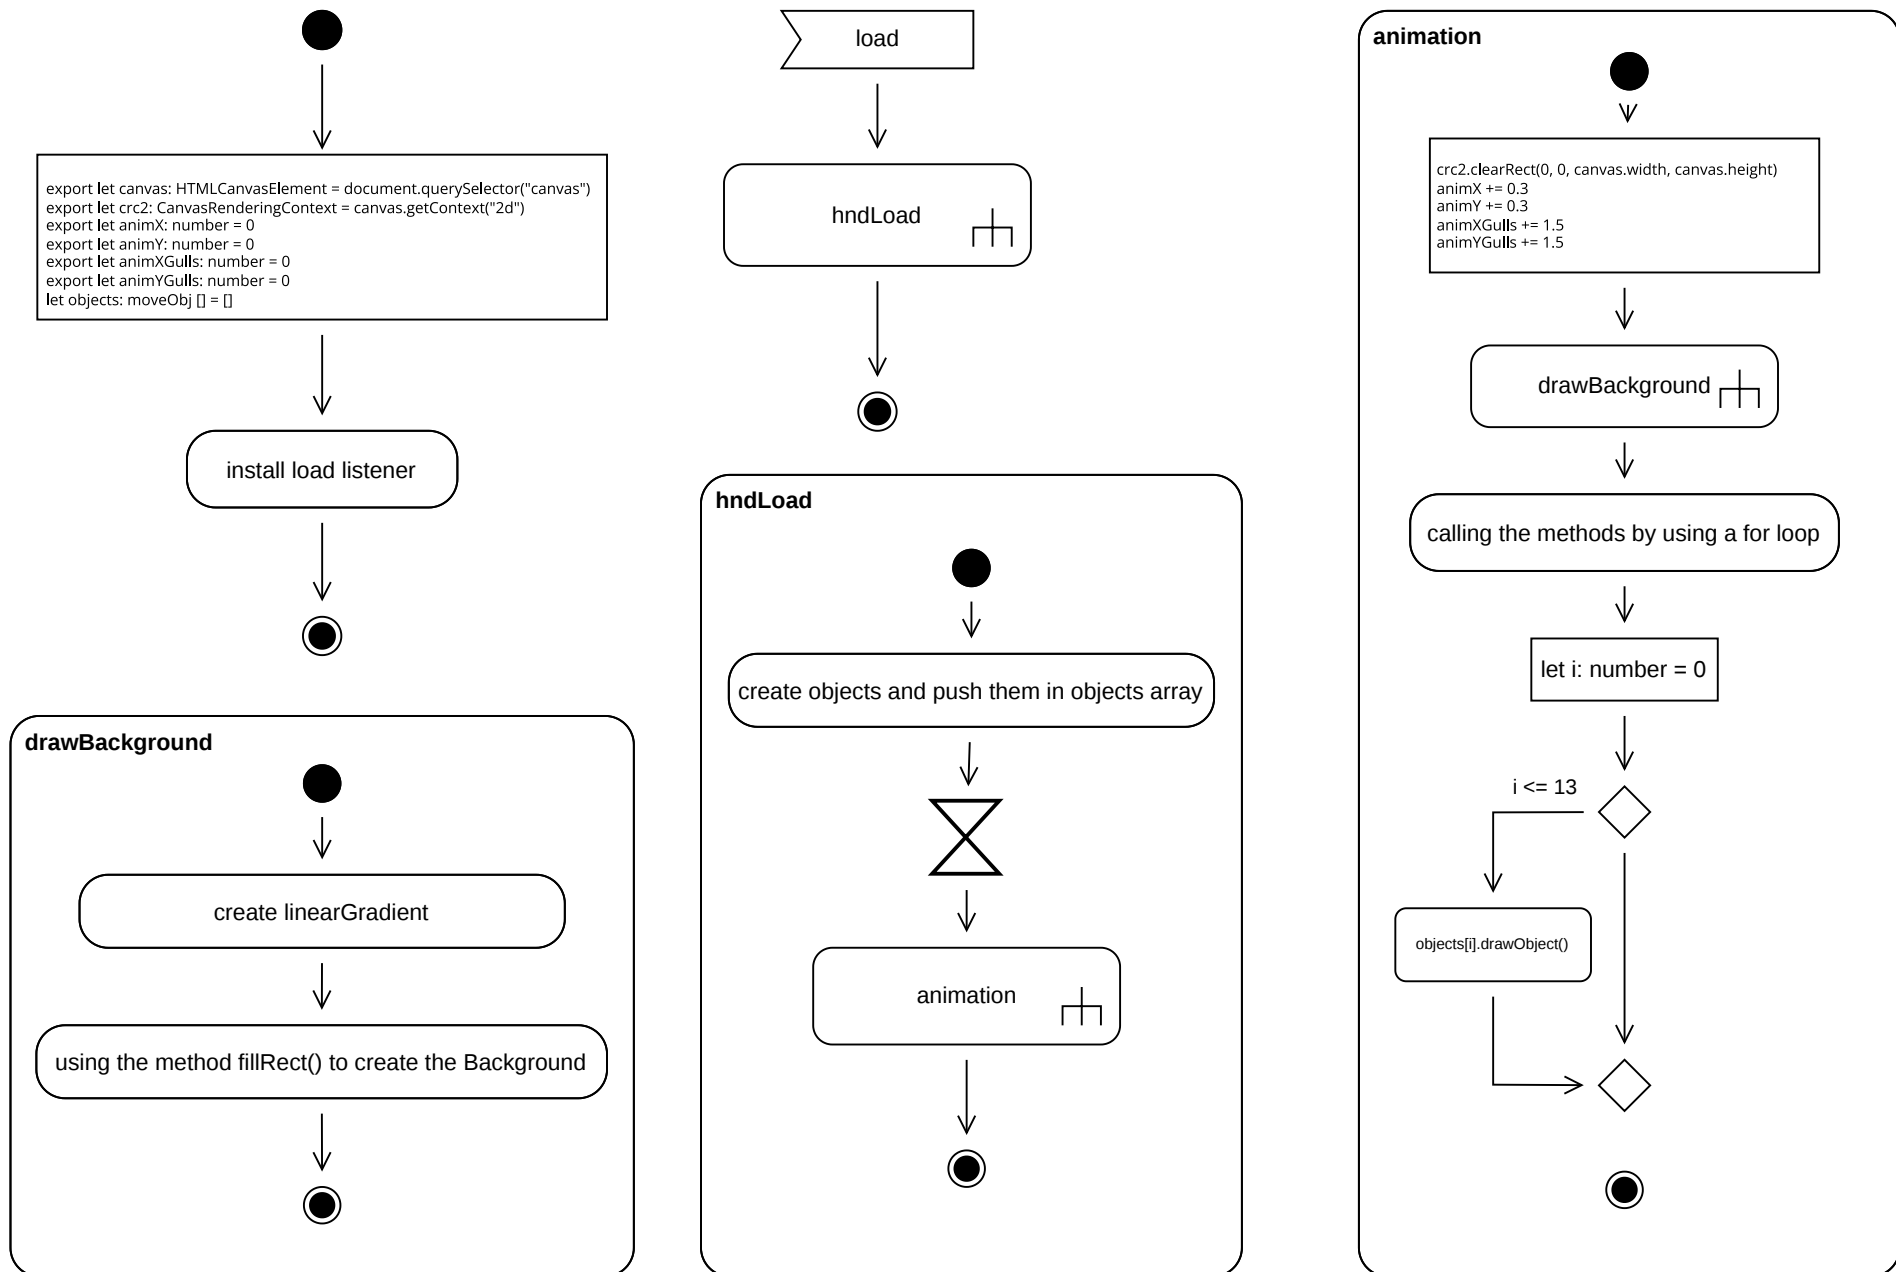 export let canvas: HTMLCanvasElement = document.querySelector("canvas")
export let crc2: CanvasRenderingContext = canvas.getContext("2d")
export let animX: number = 0
export let animY: number = 0
export let animXGulls: number = 0
export let animYGulls: number = 0
let objects: moveObj [] = []
install load listener
drawBackground
create linearGradient
using the method fillRect() to create the Background
load
hndLoad
hndLoad
create objects and push them in objects array
animation
animation
crc2.clearRect(0, 0, canvas.width, canvas.height)
animX += 0.3
animY += 0.3
animXGulls += 1.5
animYGulls += 1.5
drawBackground
calling the methods by using a for loop
let i: number = 0
i <= 13
objects[i].drawObject()